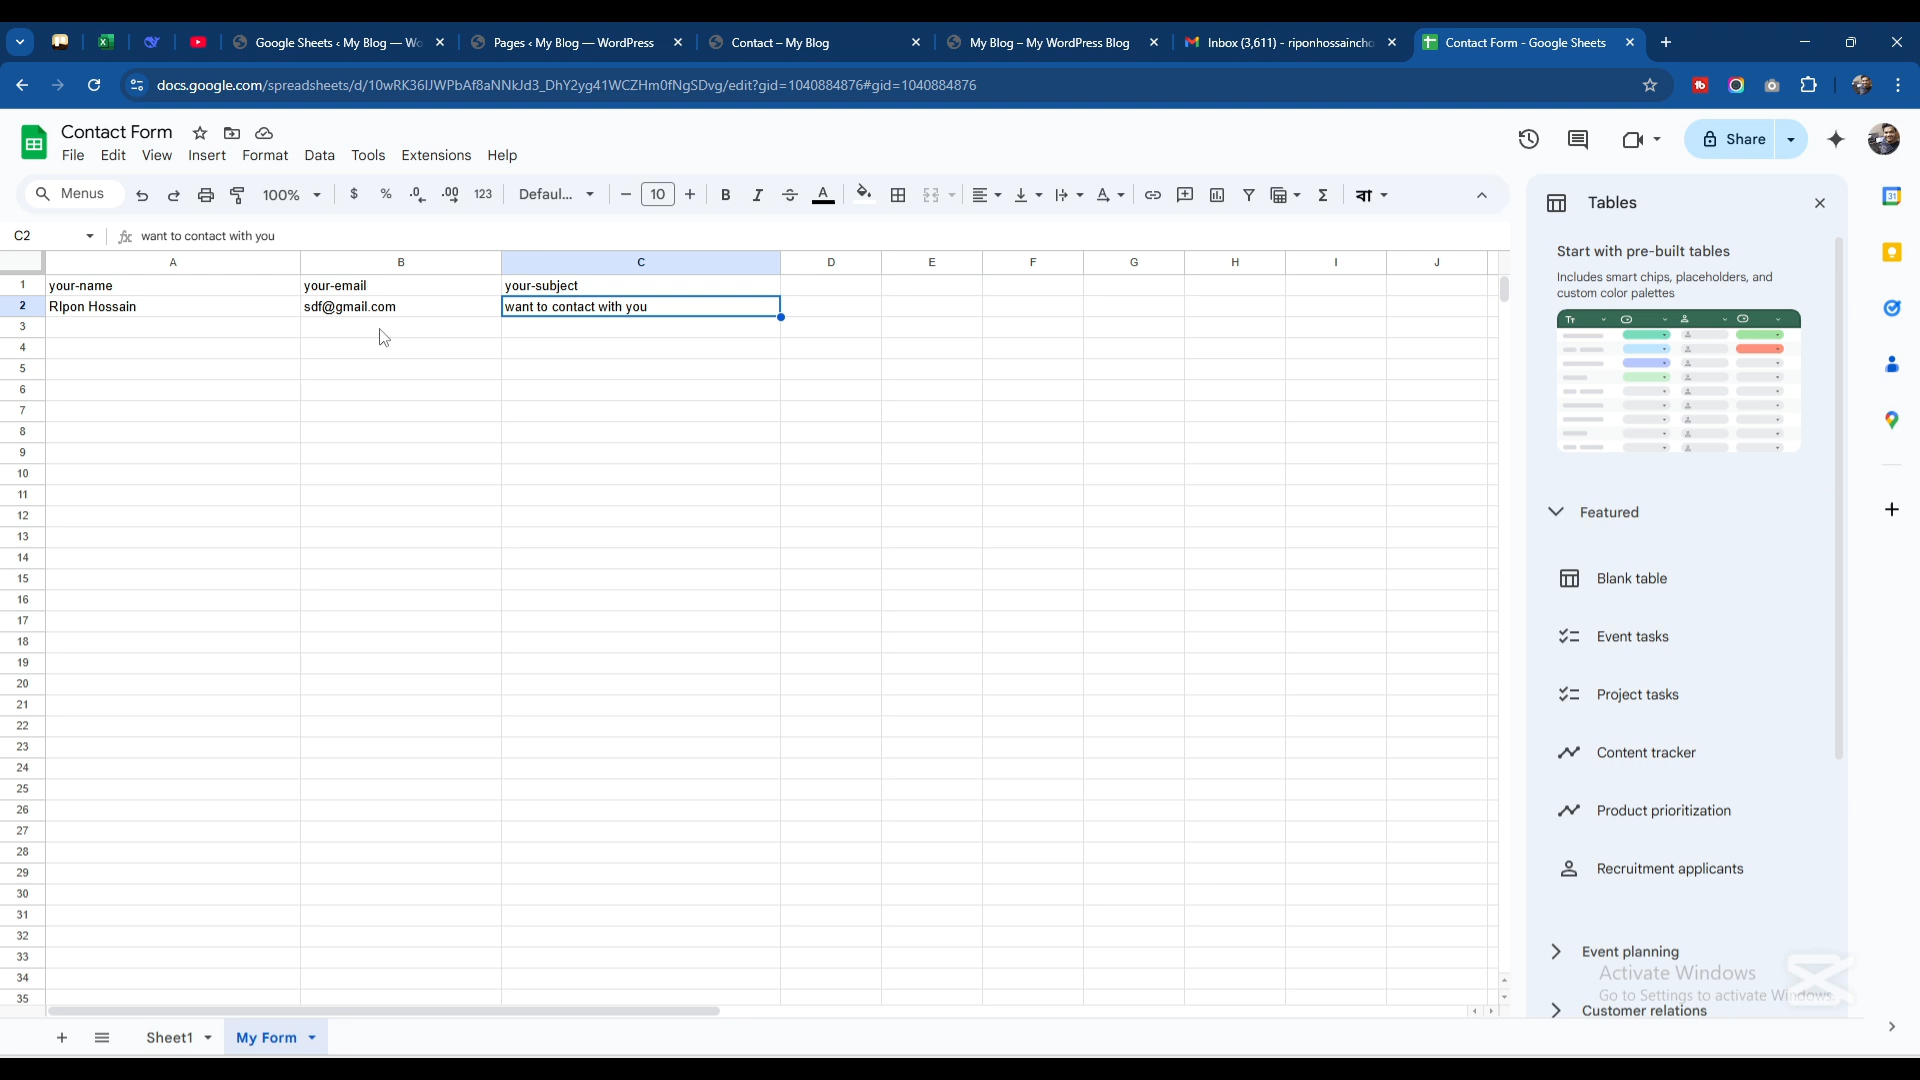 Google Sheets ‹ My Blog — Wo
Pages ‹ My Blog — WordPress
Contact – My Blog
My Blog – My WordPress Blog
Inbox (3,611) - riponhossaincho
Contact Form - Google Sheets
docs.google.com/spreadsheets/d/10wRK36IJWPbAf8aNNkJd3_DhY2yg41WCZHm0fNgSDvg/edit?gid=1040884876#gid=1040884876
Contact Form
File Edit View Insert Format Data Tools Extensions Help
Share
Menus 100% $ % .0 .00 123 Defaul... 10 B I A বা
C2 fx want to contact with you
A B C D E F G H I J
1 your-name your-email your-subject
2 RIpon Hossain sdf@gmail.com want to contact with you
3
4
5
6
7
8
9
10
11
12
13
14
15
16
17
18
19
20
21
22
23
24
25
26
27
28
29
30
31
32
33
34
35
Sheet1 My Form
Tables
Start with pre-built tables
Includes smart chips, placeholders, and
custom color palettes
Featured
Blank table
Event tasks
Project tasks
Content tracker
Product prioritization
Recruitment applicants
Event planning
Activate Windows
Go to Settings to activate Windows.
Customer relations
31